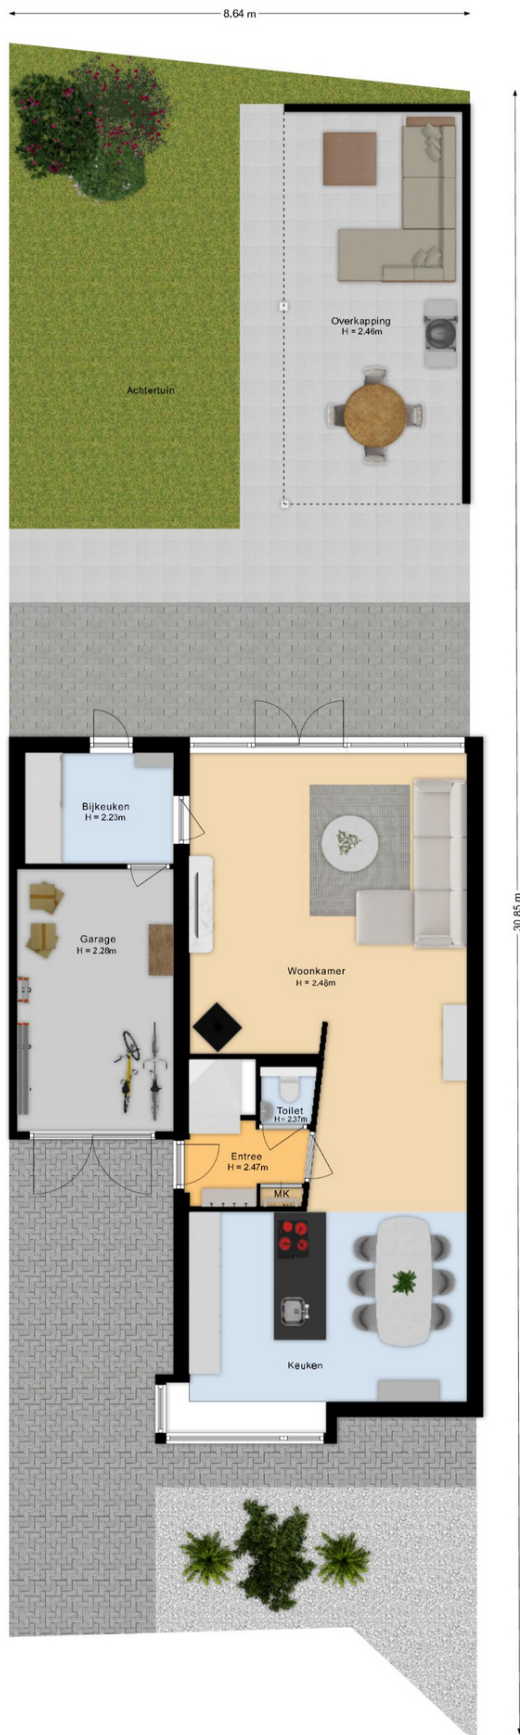 8.64 m
Overkapping
H = 2.46m
Achtertuin
30.85 m
Bijkeuken
H = 2.23m
Garage
H = 2.28m
Woonkamer
H = 2.48m
Toilet
H = 2.37m
Entree
H = 2.47m
MK
Keuken